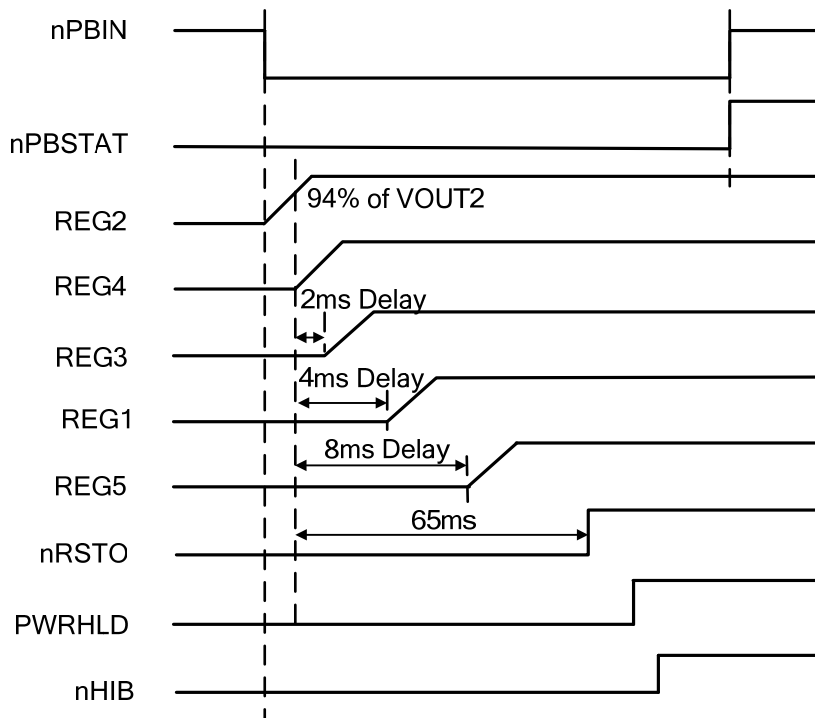 nPBIN
nPBSTAT
94% of VOUT2
REG2
REG4
2ms Delay
REG3
4ms Delay
REG1
8ms Delay
REG5
65ms
nRSTO
PWRHLD
nHIB